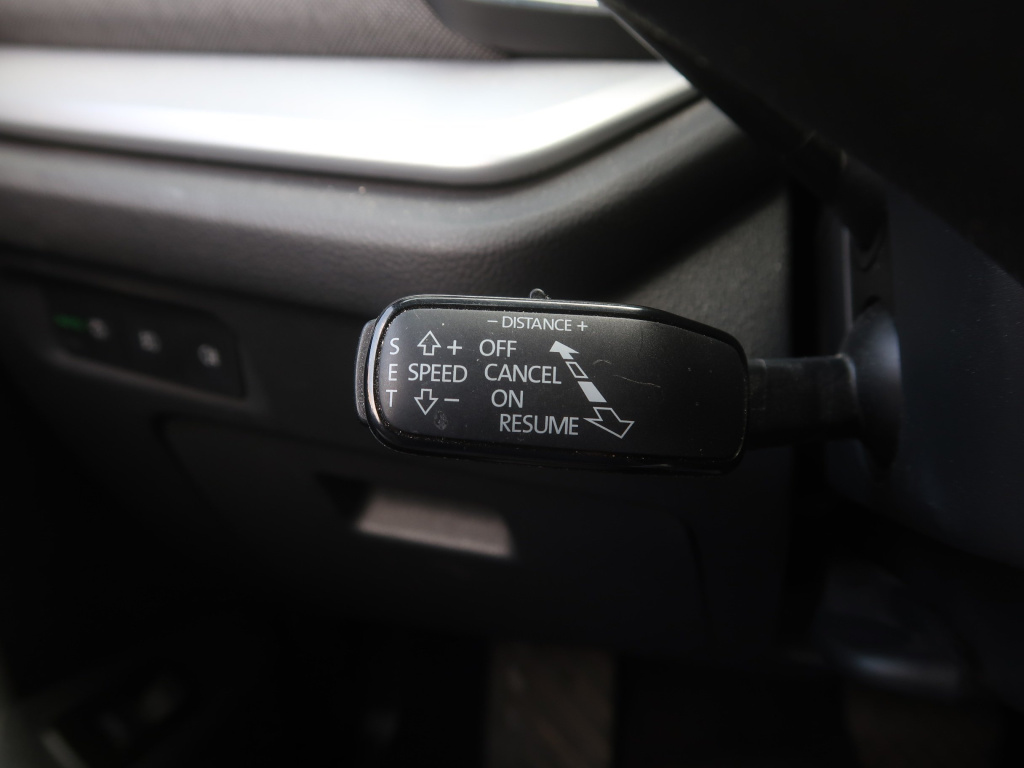 − DISTANCE +
S + OFF
E SPEED CANCEL
T − ON
RESUME